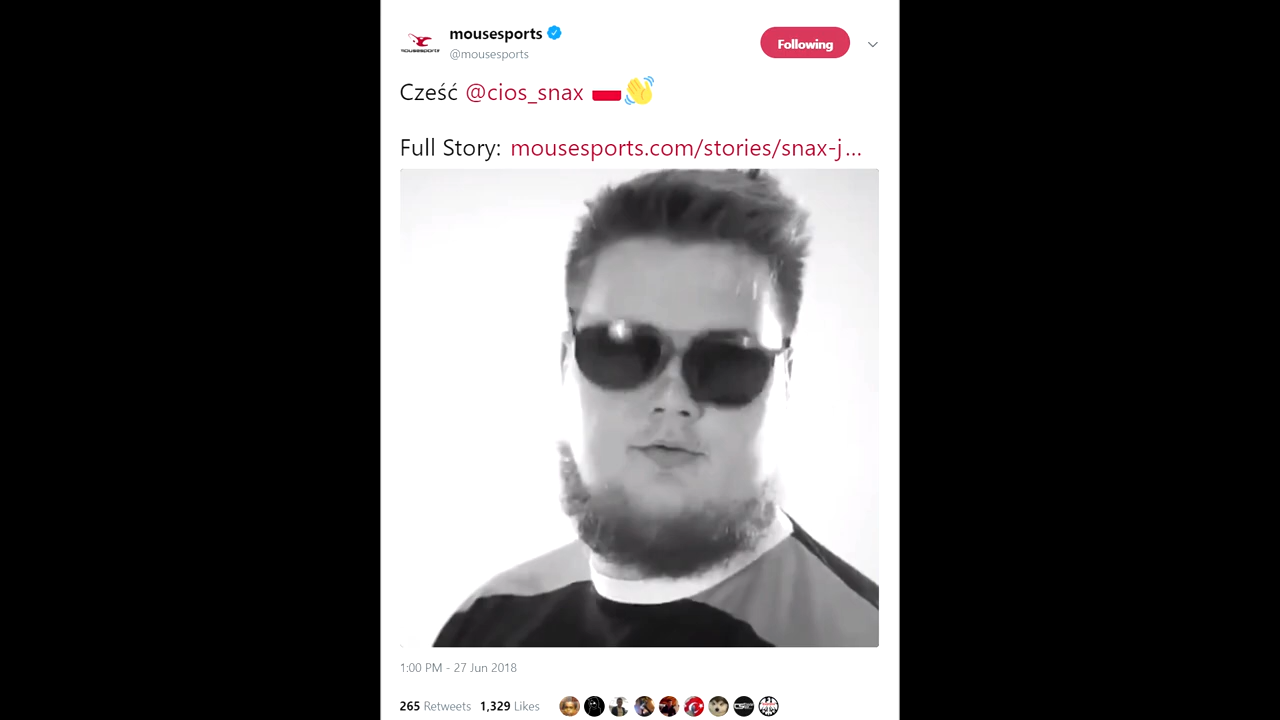 mousesports
@mousesports
Following
Cześć @cios_snax
Full Story: mousesports.com/stories/snax-j...
1:00 PM - 27 Jun 2018
265 Retweets 1,329 Likes